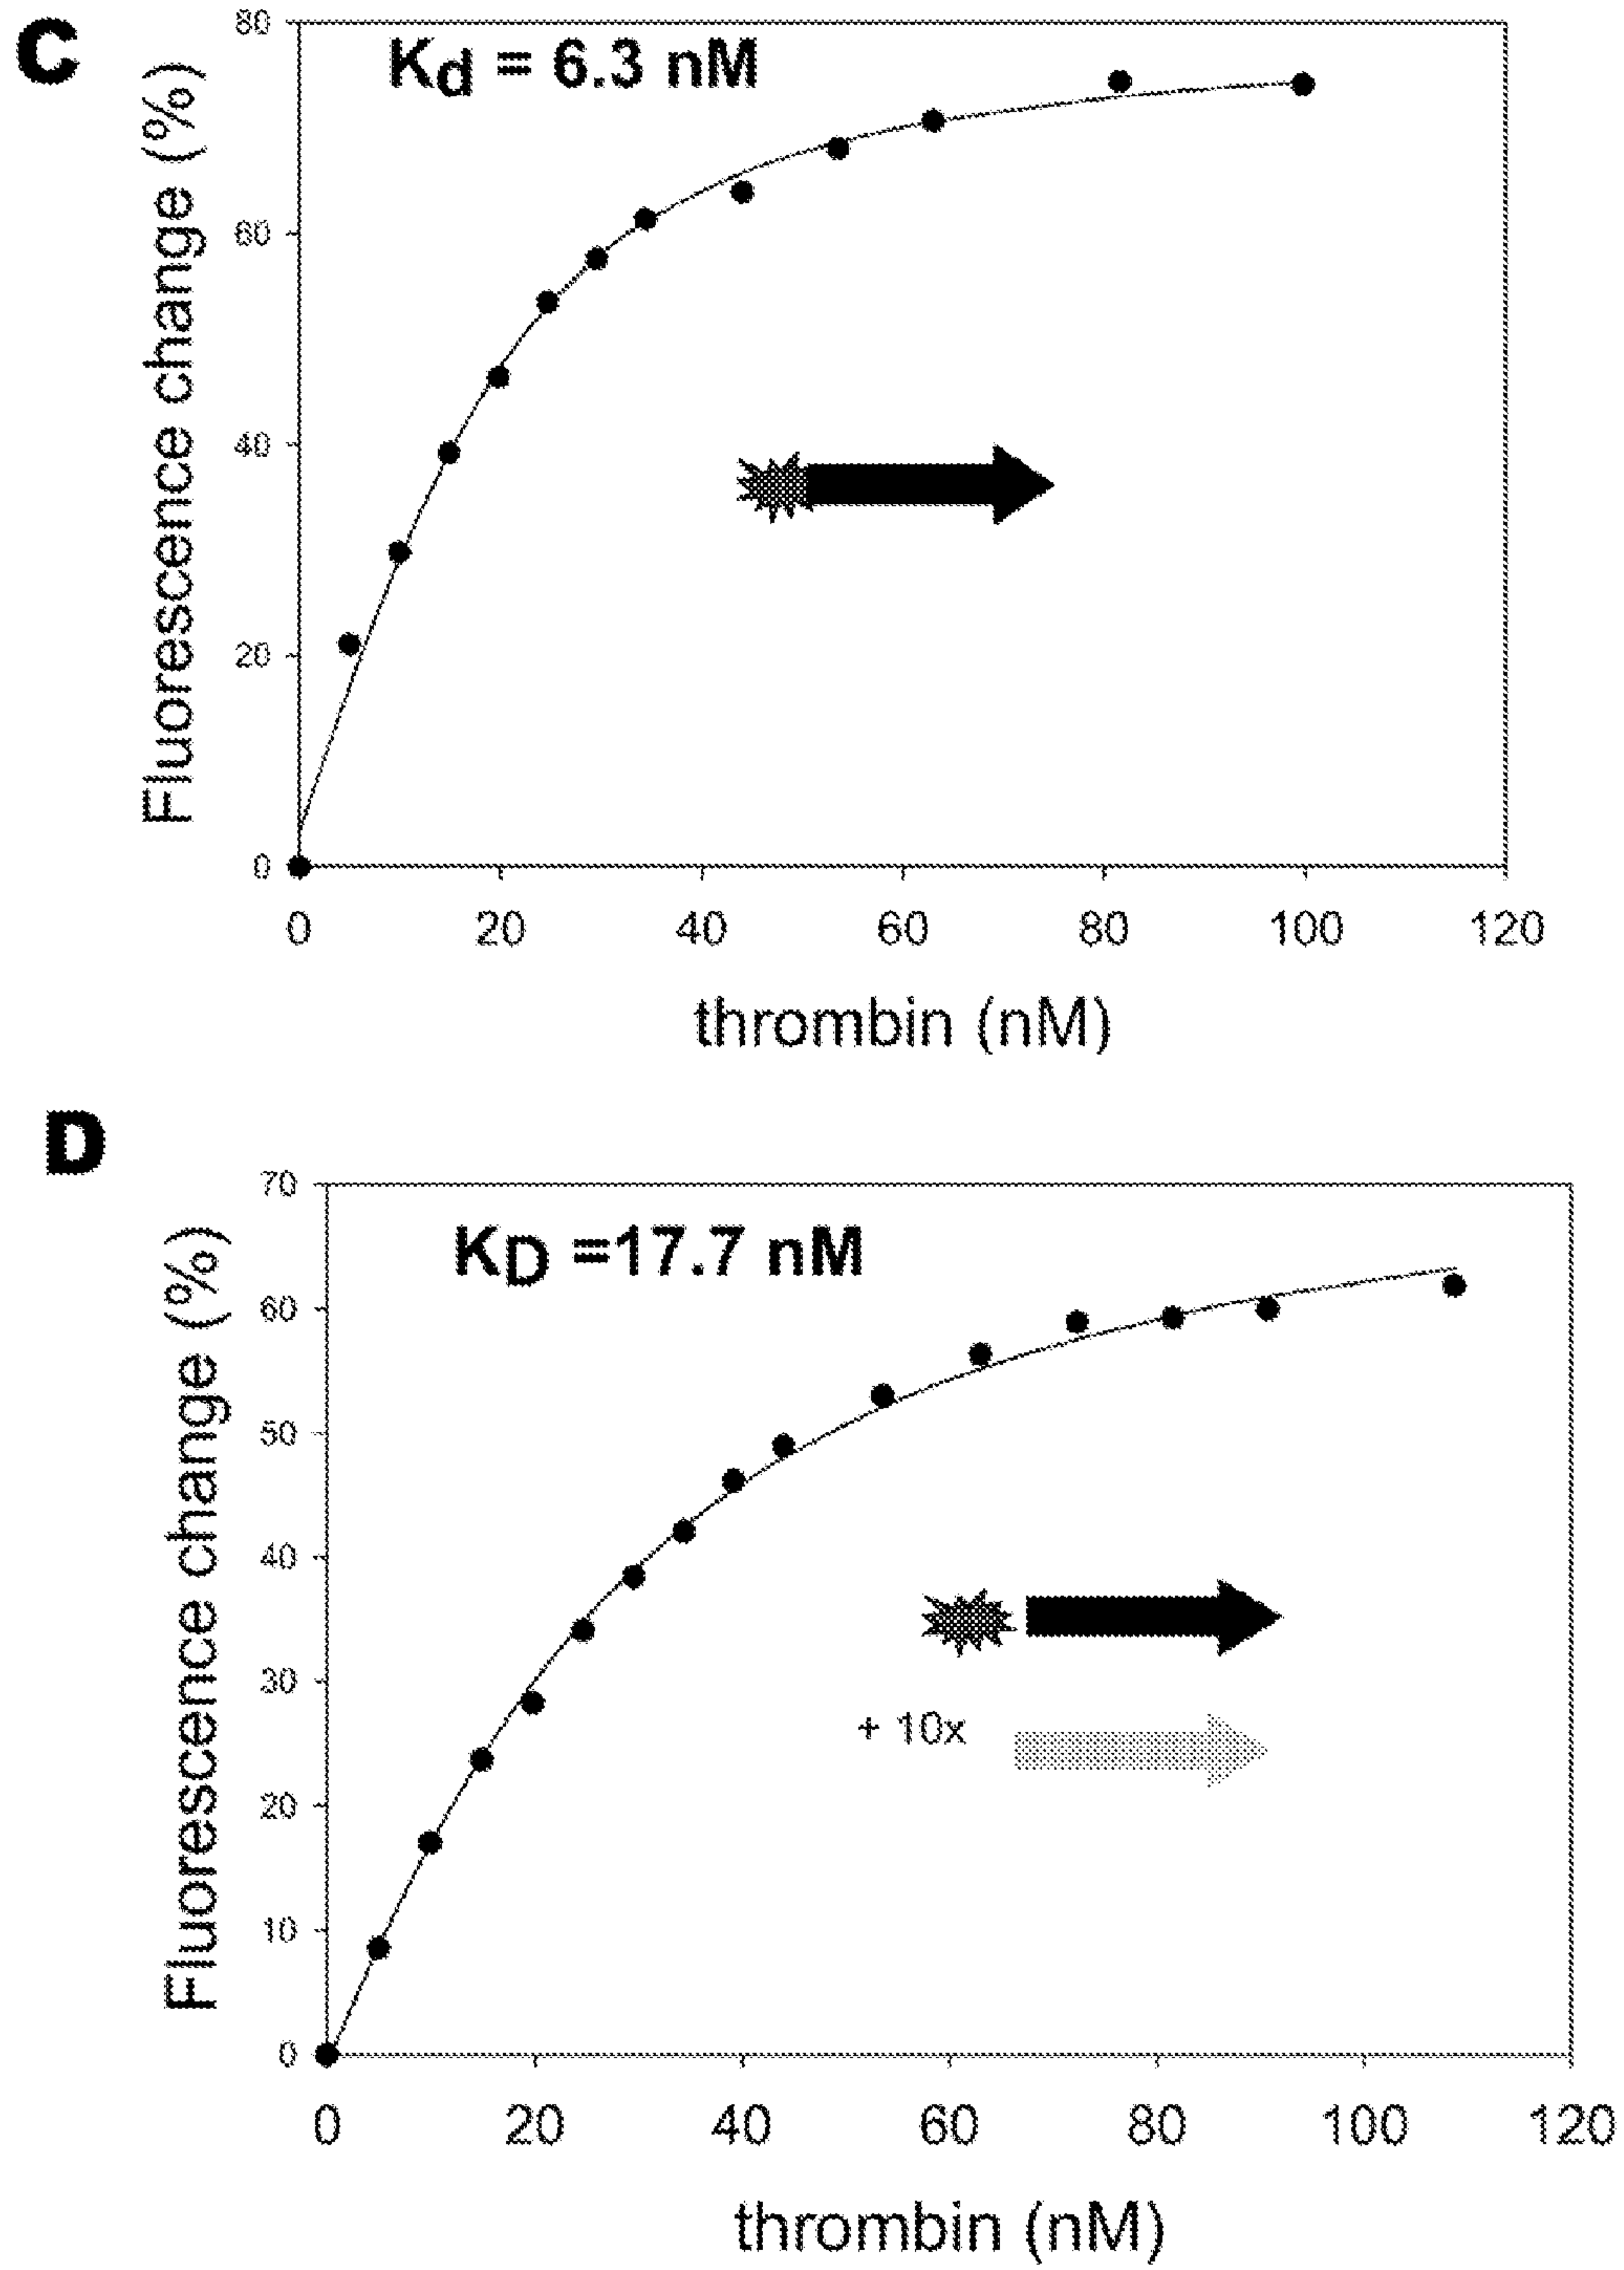 C
Kd = 6.3 nM
Fluorescence change (%)
80
60
40
20
0
0 20 40 60 80 100 120
thrombin (nM)
D
KD =17.7 nM
Fluorescence change (%)
70
60
50
40
30
20
10
0
+ 10x
0 20 40 60 80 100 120
thrombin (nM)